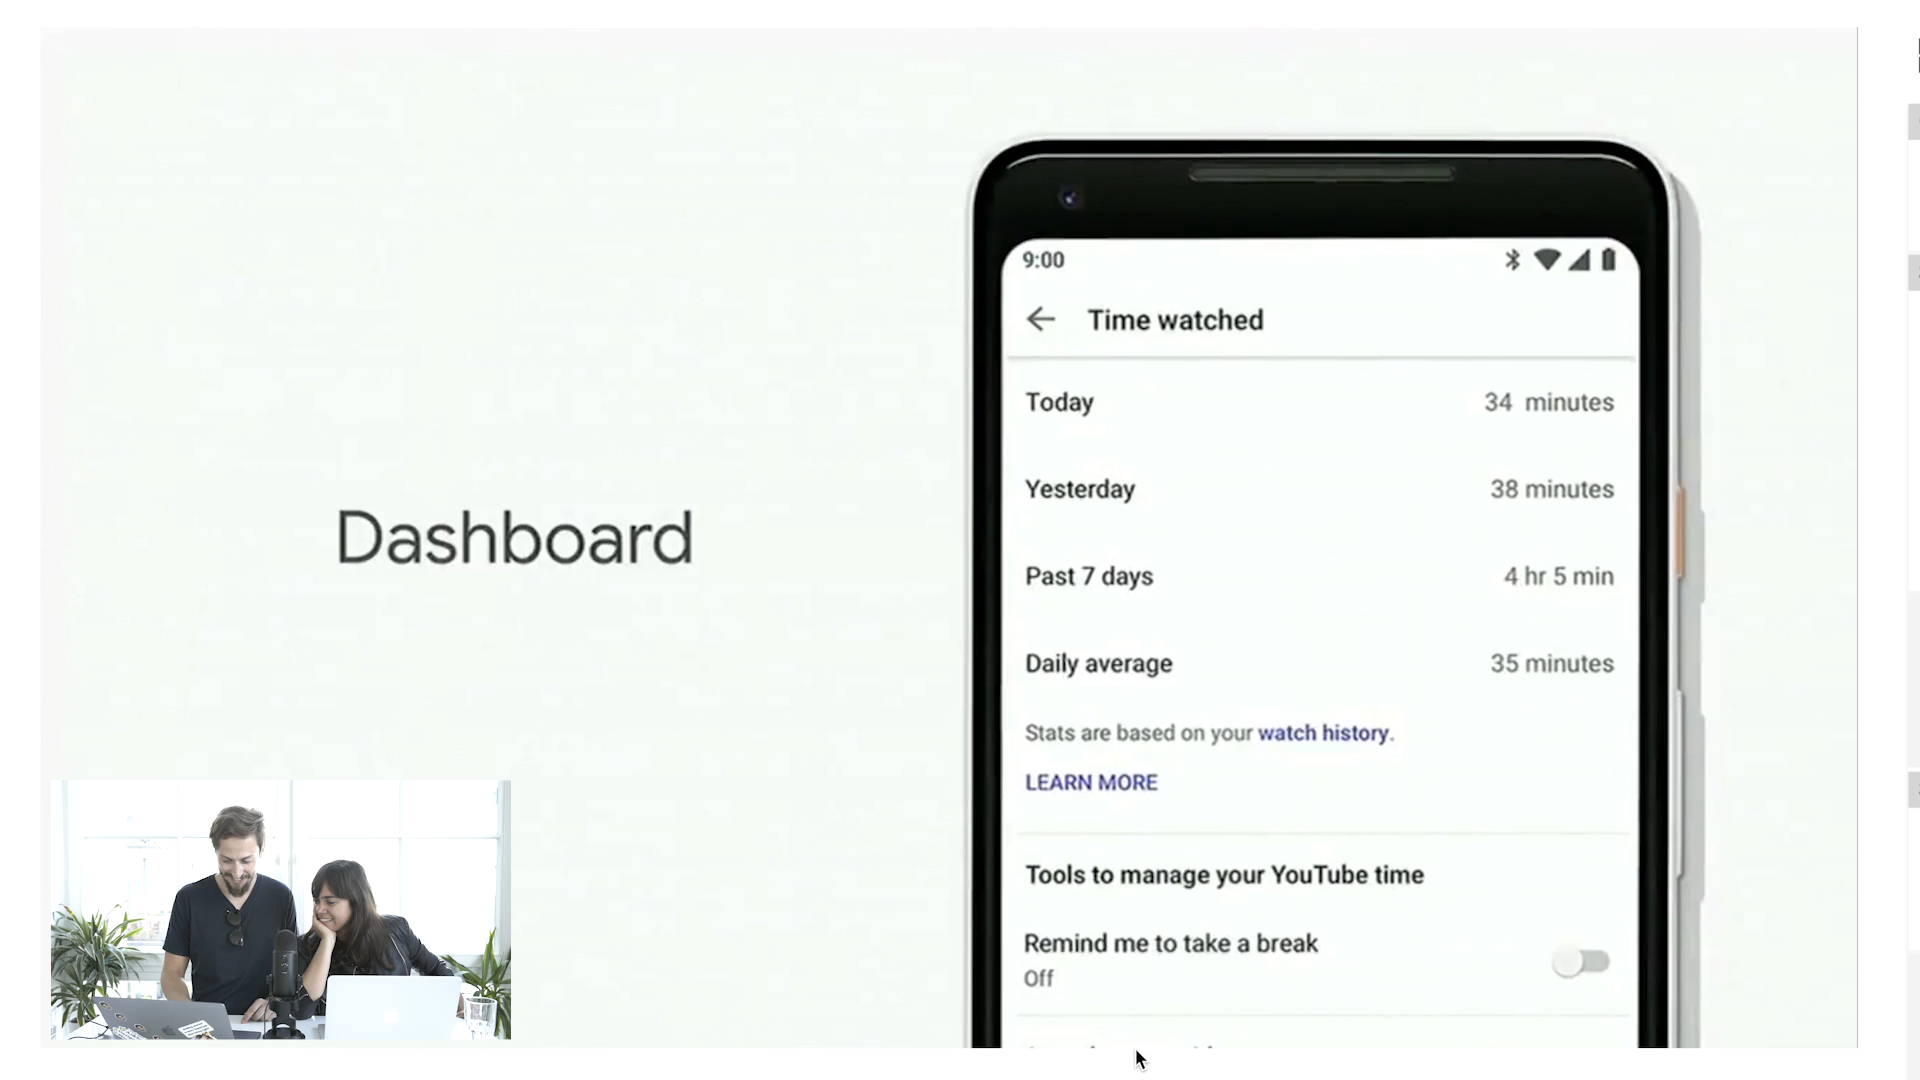 Dashboard
9:00
Time watched
Today 34 minutes
Yesterday 38 minutes
Past 7 days 4 hr 5 min
Daily average 35 minutes
Stats are based on your watch history.
LEARN MORE
Tools to manage your YouTube time
Remind me to take a break
Off